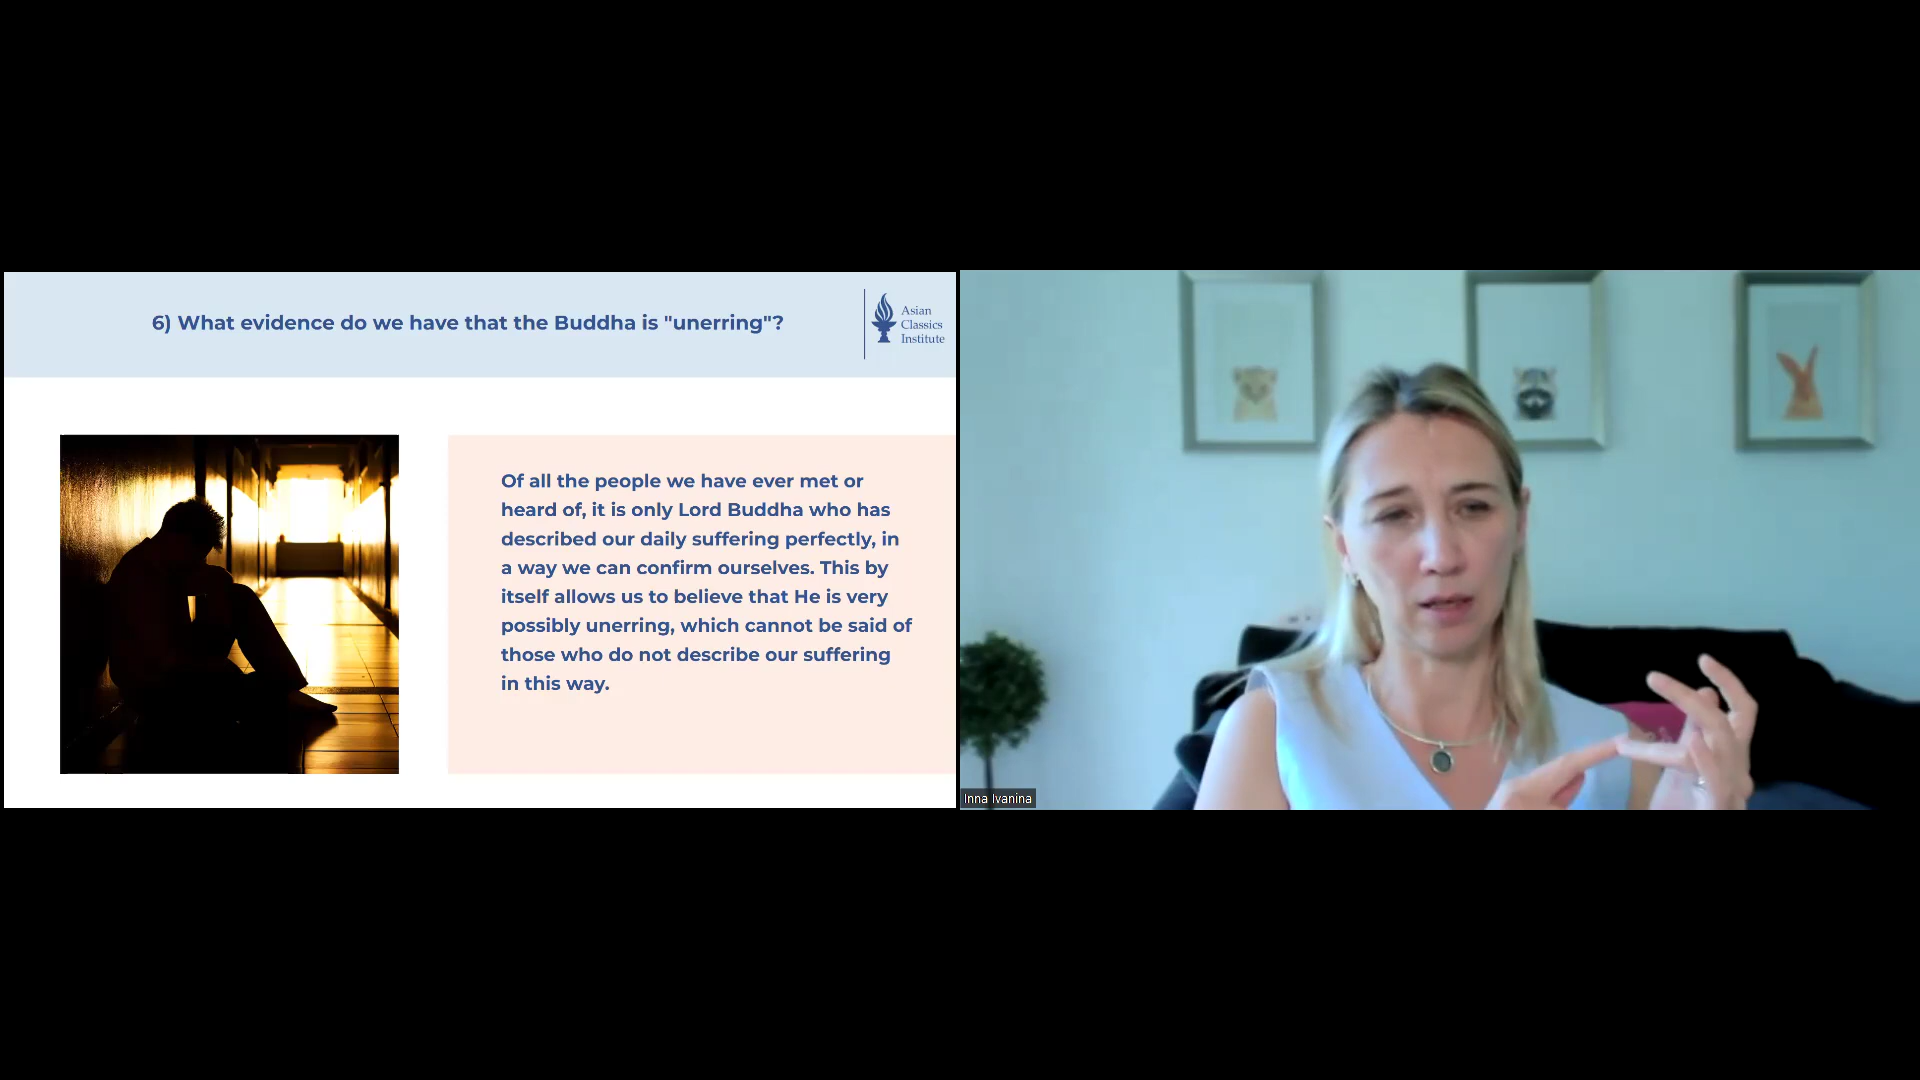 6) What evidence do we have that the Buddha is "unerring"?
Asian
Classics
Institute
Of all the people we have ever met or
heard of, it is only Lord Buddha who has
described our daily suffering perfectly, in
a way we can confirm ourselves. This by
itself allows us to believe that He is very
possibly unerring, which cannot be said of
those who do not describe our suffering
in this way.
Inna Ivanina